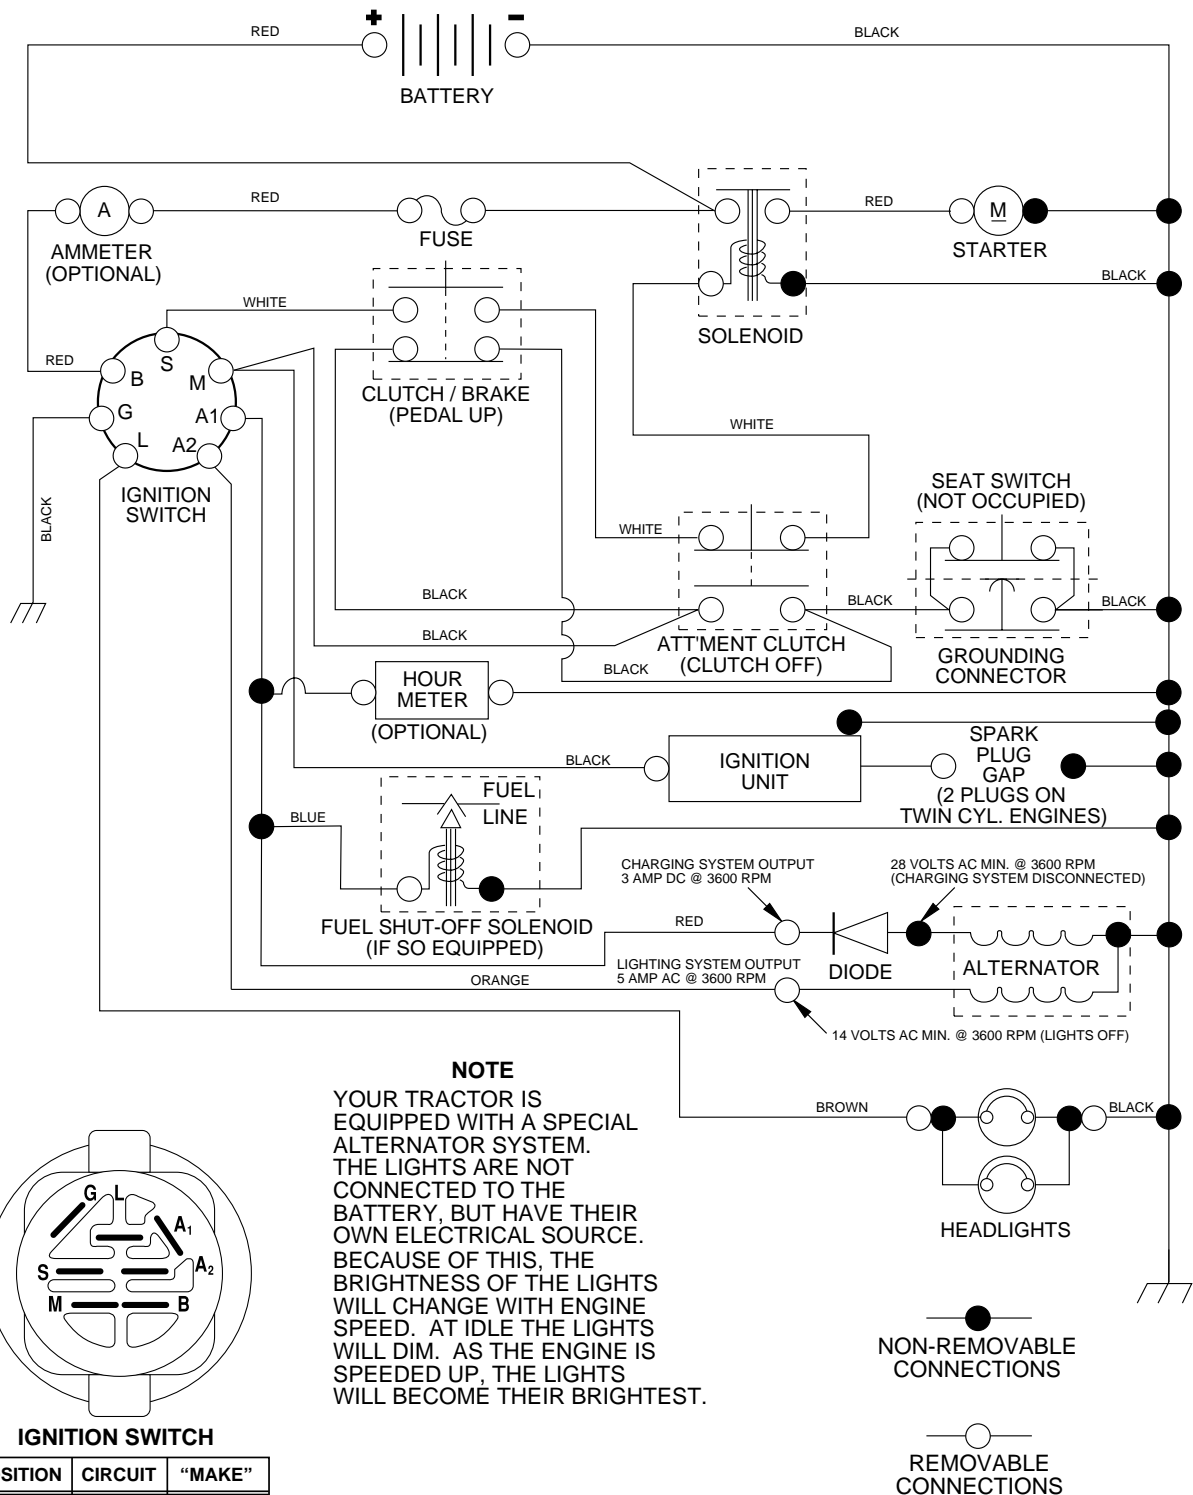 RED
+
-
BLACK
BATTERY
A
AMMETER
(OPTIONAL)
RED
FUSE
SOLENOID
RED
M
STARTER
BLACK
WHITE
CLUTCH / BRAKE
(PEDAL UP)
RED
B
S
M
G
A1
L
A2
IGNITION
SWITCH
BLACK
WHITE
WHITE
SEAT SWITCH
(NOT OCCUPIED)
BLACK
BLACK
BLACK
BLACK
BLACK
ATT'MENT CLUTCH
(CLUTCH OFF)
GROUNDING
CONNECTOR
HOUR
METER
(OPTIONAL)
BLACK
IGNITION
UNIT
SPARK
PLUG
GAP
(2 PLUGS ON
TWIN CYL. ENGINES)
BLUE
FUEL
LINE
FUEL SHUT-OFF SOLENOID
(IF SO EQUIPPED)
CHARGING SYSTEM OUTPUT
3 AMP DC @ 3600 RPM
28 VOLTS AC MIN. @ 3600 RPM
(CHARGING SYSTEM DISCONNECTED)
RED
DIODE
ALTERNATOR
ORANGE
LIGHTING SYSTEM OUTPUT
5 AMP AC @ 3600 RPM
14 VOLTS AC MIN. @ 3600 RPM (LIGHTS OFF)
NOTE
YOUR TRACTOR IS
EQUIPPED WITH A SPECIAL
ALTERNATOR SYSTEM.
THE LIGHTS ARE NOT
CONNECTED TO THE
BATTERY, BUT HAVE THEIR
OWN ELECTRICAL SOURCE.
BECAUSE OF THIS, THE
BRIGHTNESS OF THE LIGHTS
WILL CHANGE WITH ENGINE
SPEED. AT IDLE THE LIGHTS
WILL DIM. AS THE ENGINE IS
SPEEDED UP, THE LIGHTS
WILL BECOME THEIR BRIGHTEST.
BROWN
BLACK
HEADLIGHTS
G
L
A1
A2
S
M
B
IGNITION SWITCH
SITION CIRCUIT "MAKE"
NON-REMOVABLE
CONNECTIONS
REMOVABLE
CONNECTIONS